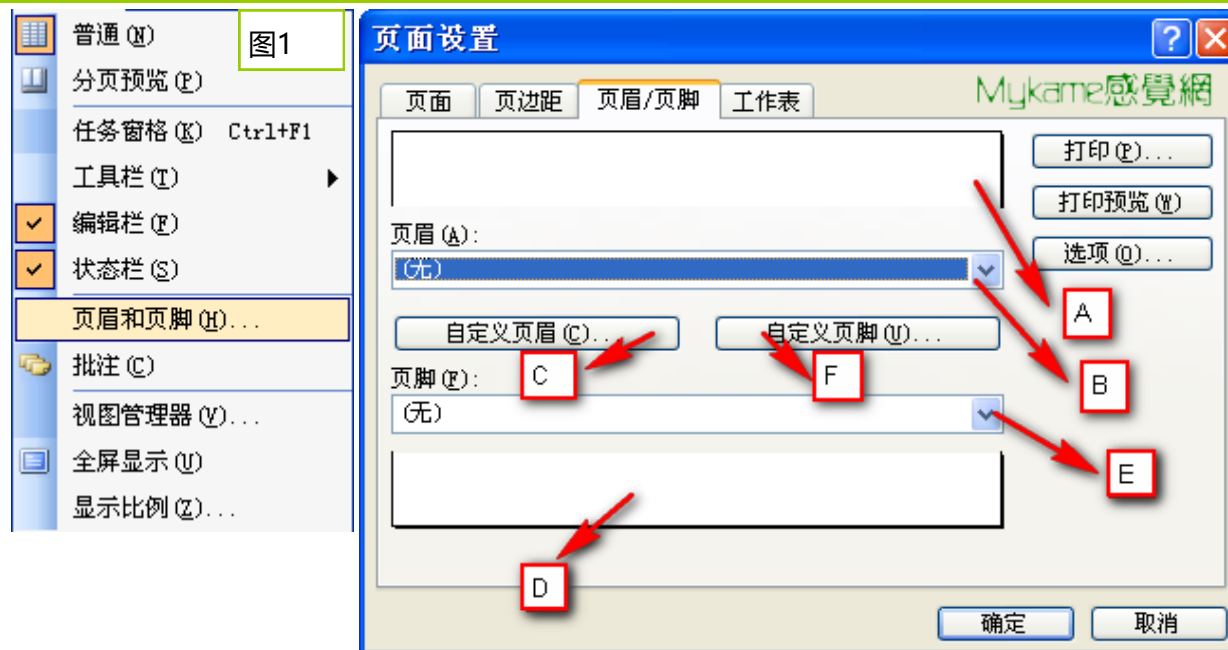 图1
普通(N)
分页预览(P)
任务窗格(K) Ctrl+F1
工具栏(T)
编辑栏(F)
状态栏(S)
页眉和页脚(H)...
批注(C)
视图管理器(V)...
全屏显示(U)
显示比例(Z)...
页面设置
Mykame感覺網
页面 页边距 页眉/页脚 工作表
打印(P)...
打印预览(W)
选项(O)...
页眉(A):
(无)
自定义页眉(C)... 自定义页脚(U)...
页脚(F):
(无)
A
B
C
F
E
D
确定 取消